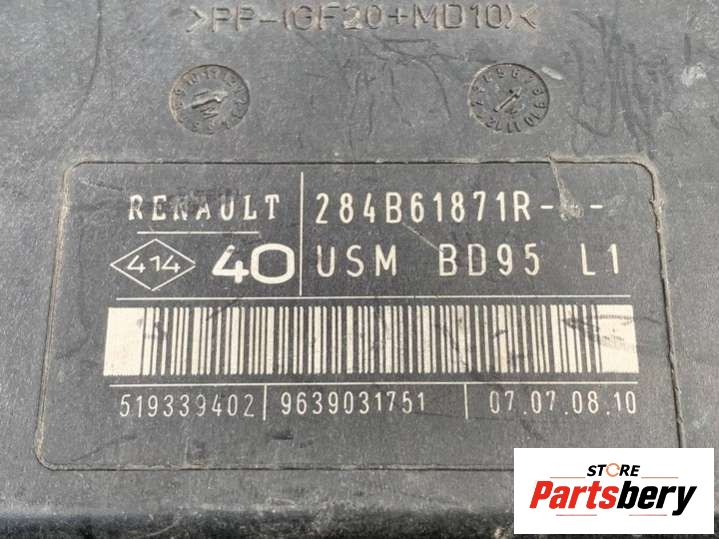 >PP-(GF20+MD10)<
RENAULT 284B61871R---
414 40 USM BD95 L1
519339402 9639031751 07.07.08.10
STORE
Partsbery